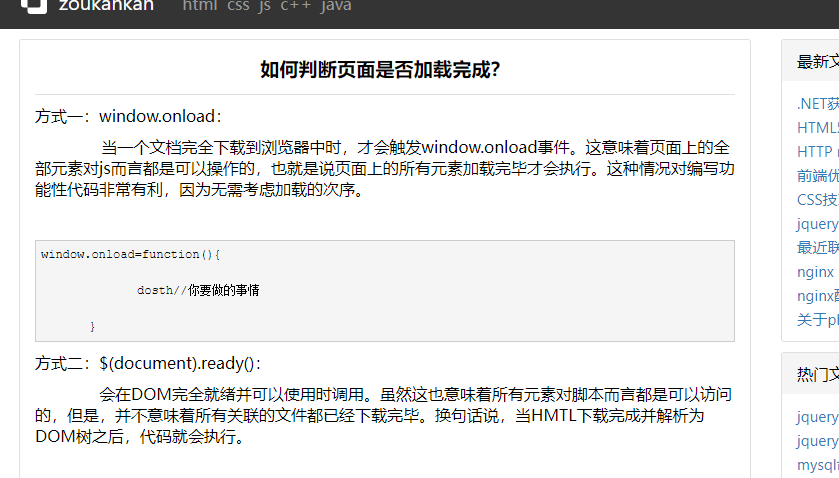 zoukankan html css js c++ java
如何判断页面是否加载完成？
方式一：window.onload：
当一个文档完全下载到浏览器中时，才会触发window.onload事件。这意味着页面上的全
部元素对js而言都是可以操作的，也就是说页面上的所有元素加载完毕才会执行。这种情况对编写功
能性代码非常有利，因为无需考虑加载的次序。
window.onload=function(){
dosth//你要做的事情
}
方式二：$(document).ready()：
会在DOM完全就绪并可以使用时调用。虽然这也意味着所有元素对脚本而言都是可以访问
的，但是，并不意味着所有关联的文件都已经下载完毕。换句话说，当HMTL下载完成并解析为
DOM树之后，代码就会执行。
最新文
.NET获
HTML
HTTP
前端优
CSS技
jquery
最近联
nginx
nginx配
关于ph
热门文
jquery
jquery
mysql